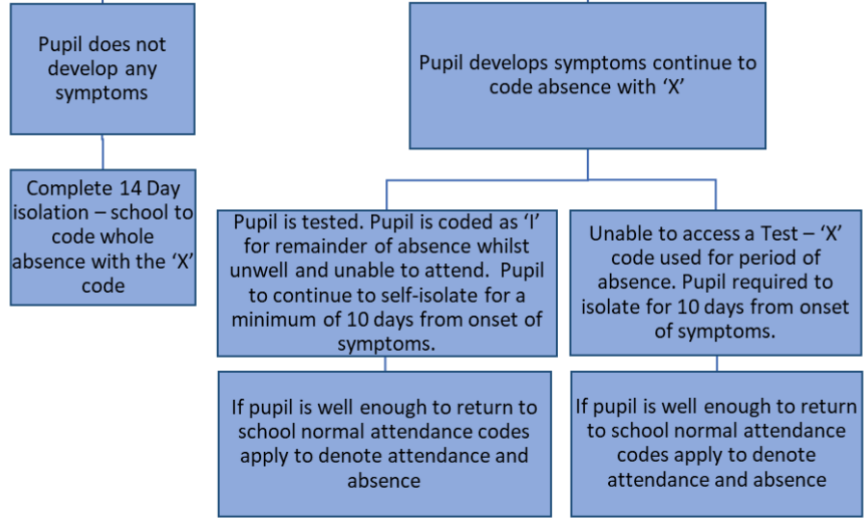 Pupil does not
develop any
symptoms
Complete 14 Day
isolation – school to
code whole
absence with the ‘X’
code
Pupil develops symptoms continue to
code absence with ‘X’
Pupil is tested. Pupil is coded as ‘I’
for remainder of absence whilst
unwell and unable to attend. Pupil
to continue to self-isolate for a
minimum of 10 days from onset of
symptoms.
If pupil is well enough to return to
school normal attendance codes
apply to denote attendance and
absence
Unable to access a Test – ‘X’
code used for period of
absence. Pupil required to
isolate for 10 days from onset
of symptoms.
If pupil is well enough to return
to school normal attendance
codes apply to denote
attendance and absence